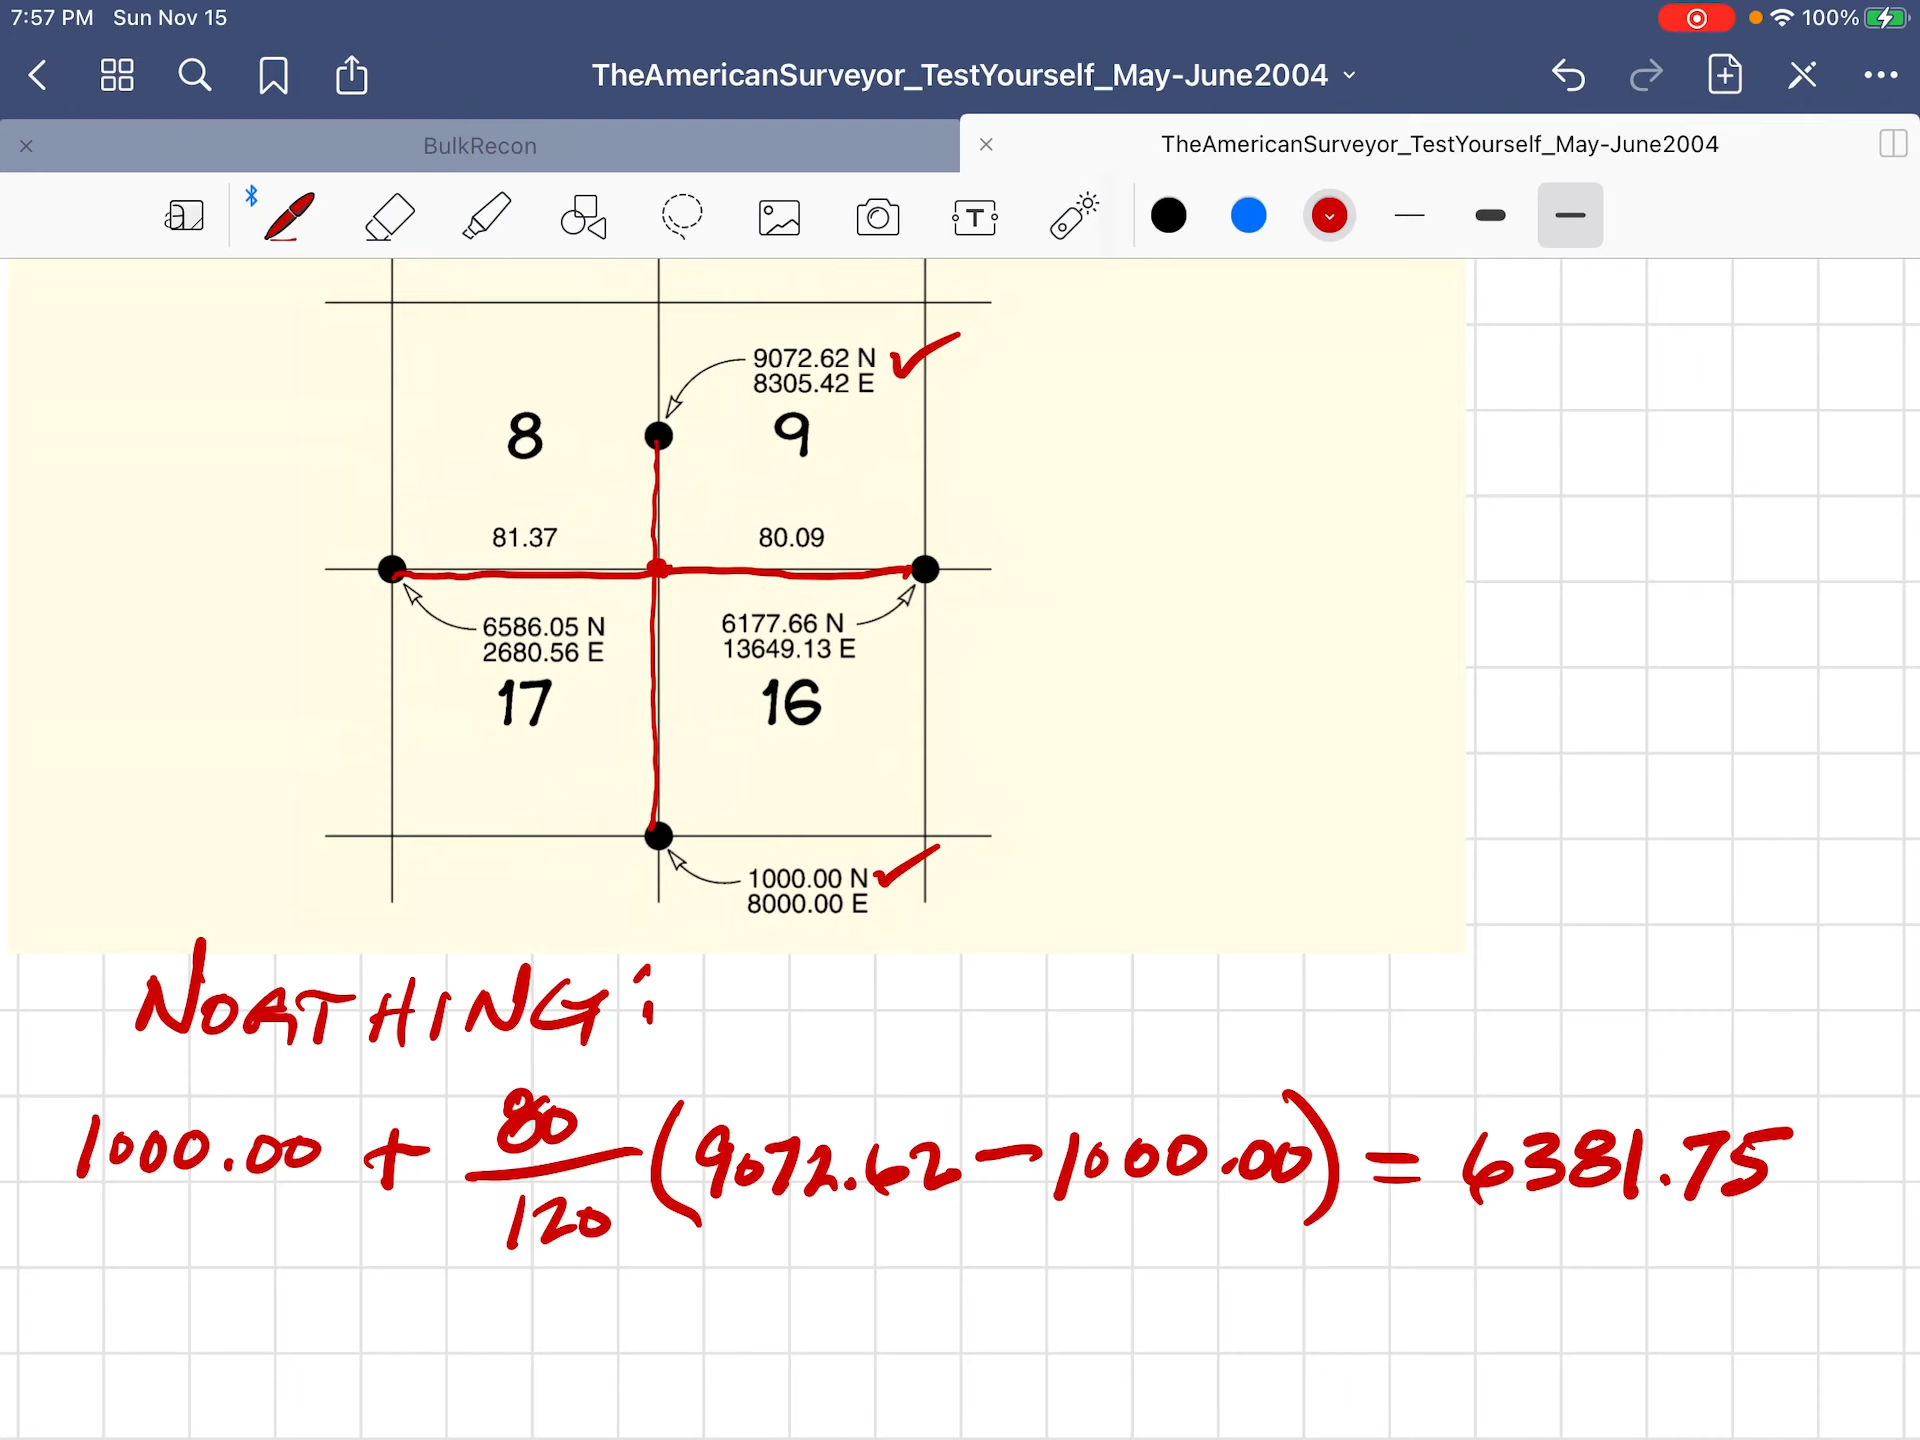 7:57 PM Sun Nov 15
100%
TheAmericanSurveyor_TestYourself_May-June2004
BulkRecon
TheAmericanSurveyor_TestYourself_May-June2004
a
T
9072.62 N
8305.42 E
8
9
81.37
80.09
6586.05 N
2680.56 E
6177.66 N
13649.13 E
17
16
1000.00 N
8000.00 E
NORTHING:
1000.00 + 80/120 (9072.62 - 1000.00) = 6381.75